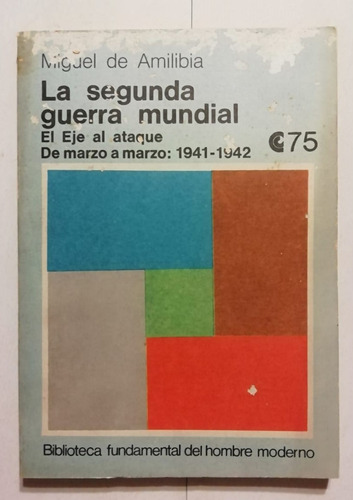 Miguel de Amilibia
La segunda
guerra mundial
El Eje al ataque
De marzo a marzo: 1941-1942
75
Biblioteca fundamental del hombre moderno